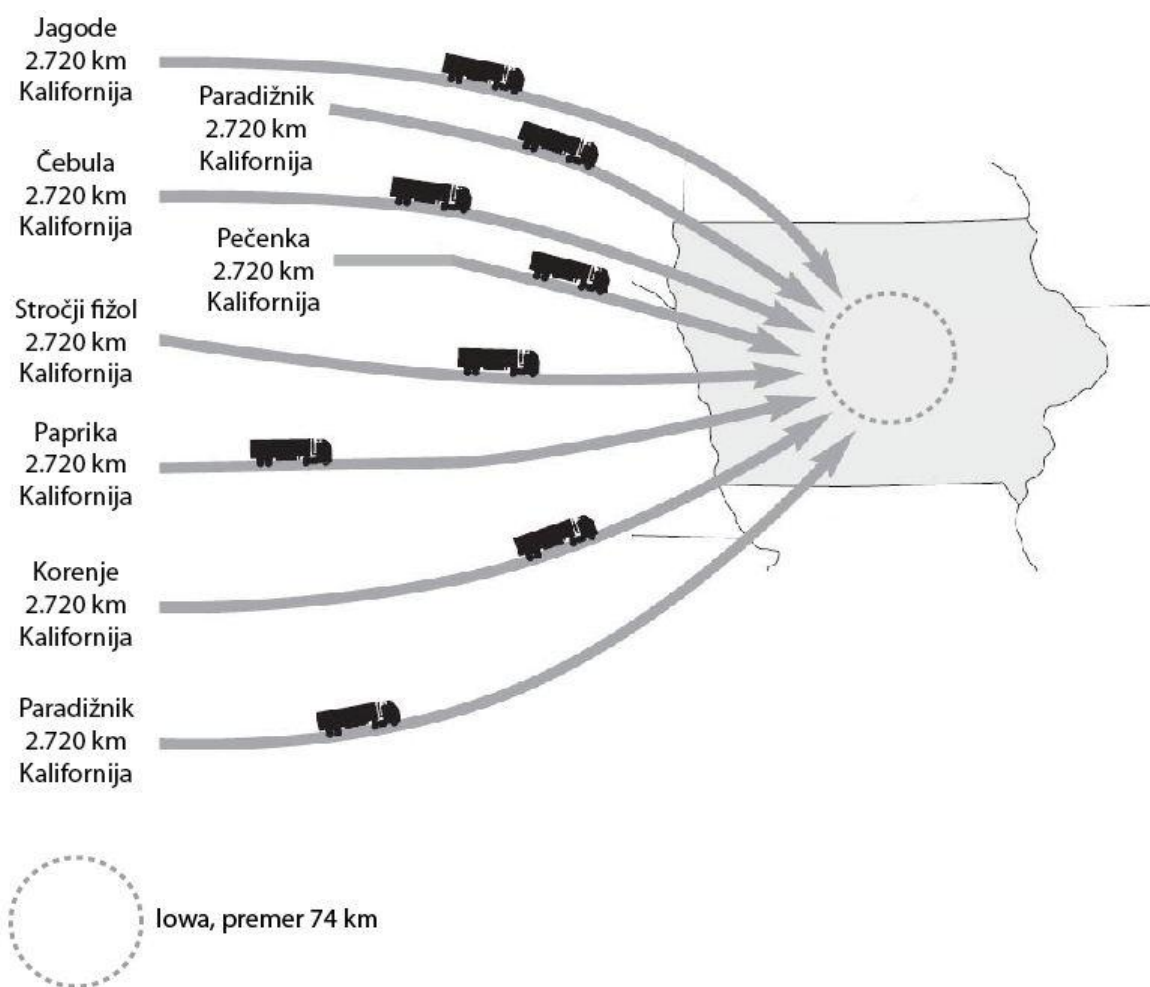 Jagode
2.720 km
Kalifornija
Paradižnik
2.720 km
Kalifornija
Čebula
2.720 km
Kalifornija
Pečenka
2.720 km
Kalifornija
Stročji fižol
2.720 km
Kalifornija
Paprika
2.720 km
Kalifornija
Korenje
2.720 km
Kalifornija
Paradižnik
2.720 km
Kalifornija
Iowa, premer 74 km